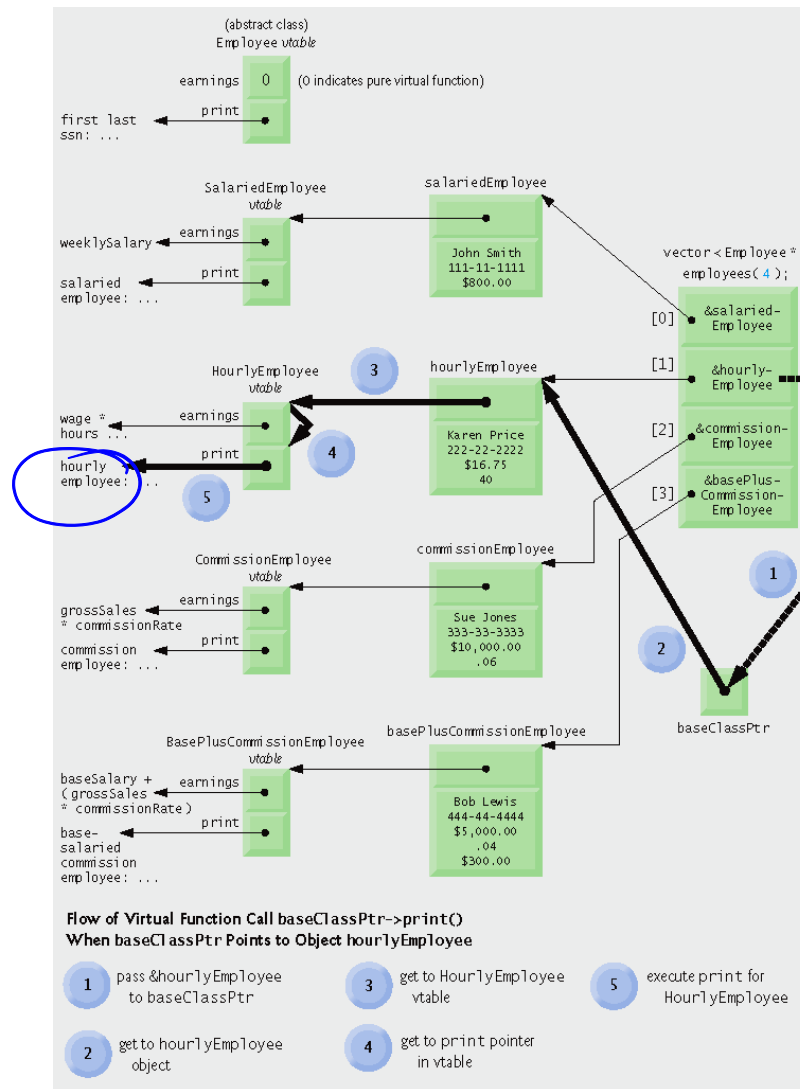 (abstract class)
Employee vtable
earnings
0
(0 indicates pure virtual function)
print
first last
ssn: ...
SalariedEmployee
vtable
earnings
weeklySalary
print
salaried
employee: ...
salariedEmployee
John Smith
111-11-1111
$800.00
vector<Employee *
employees(4);
[0]
&salaried-
Employee
[1]
&hourly-
Employee
[2]
&commission-
Employee
[3]
&basePlus-
Commission-
Employee
HourlyEmployee
vtable
3
earnings
wage *
hours ...
print
4
hourly
employee: ...
5
hourlyEmployee
Karen Price
222-22-2222
$16.75
40
CommissionEmployee
vtable
earnings
grossSales
* commissionRate
print
commission
employee: ...
commissionEmployee
Sue Jones
333-33-3333
$10,000.00
.06
1
2
baseClassPtr
BasePlusCommissionEmployee
vtable
baseSalary +
(grossSales
* commissionRate)
earnings
print
base-
salaried
commission
employee: ...
basePlusCommissionEmployee
Bob Lewis
444-44-4444
$5,000.00
.04
$300.00
Flow of Virtual Function Call baseClassPtr->print()
When baseClassPtr Points to Object hourlyEmployee
1
pass &hourlyEmployee
to baseClassPtr
3
get to HourlyEmployee
vtable
5
execute print for
HourlyEmployee
2
get to hourlyEmployee
object
4
get to print pointer
in vtable